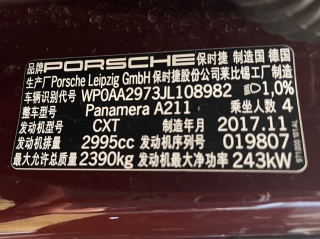 品牌 PORSCHE 保时捷 制造国 德国
生产厂 Porsche Leipzig GmbH 保时捷股份公司莱比锡工厂制造
车辆识别代号 WP0AA2973JL108982 1,0%
整车型号 Panamera A211 乘坐人数 4
发动机型号 CXT 制造年月 2017.11
发动机排量 2995cc 发动机序列号 019807
最大允许总质量 2390kg 发动机最大净功率 243kW